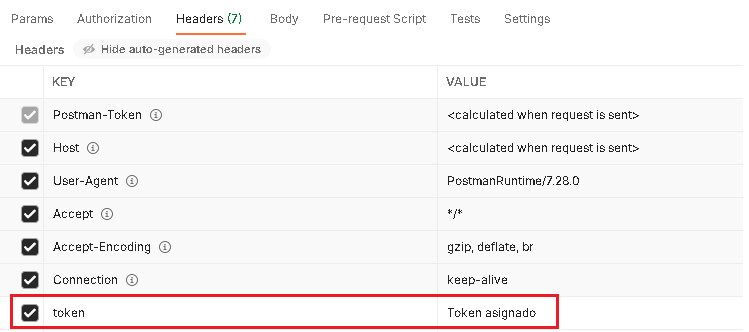 Params Authorization Headers (7) Body Pre-request Script Tests Settings
Headers Hide auto-generated headers
KEY VALUE
Postman-Token <calculated when request is sent>
Host <calculated when request is sent>
User-Agent PostmanRuntime/7.28.0
Accept */*
Accept-Encoding gzip, deflate, br
Connection keep-alive
token Token asignado